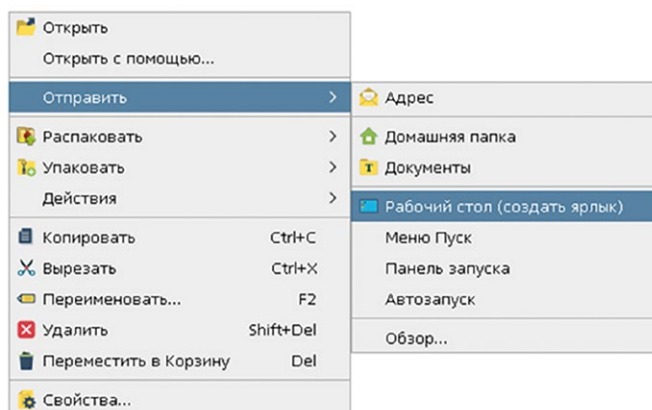 Открыть
Открыть с помощью...
Отправить
Распаковать
Упаковать
Действия
Копировать Ctrl+C
Вырезать Ctrl+X
Переименовать... F2
Удалить Shift+Del
Переместить в Корзину Del
Свойства...
Адрес
Домашняя папка
Документы
Рабочий стол (создать ярлык)
Меню Пуск
Панель запуска
Автозапуск
Обзор...